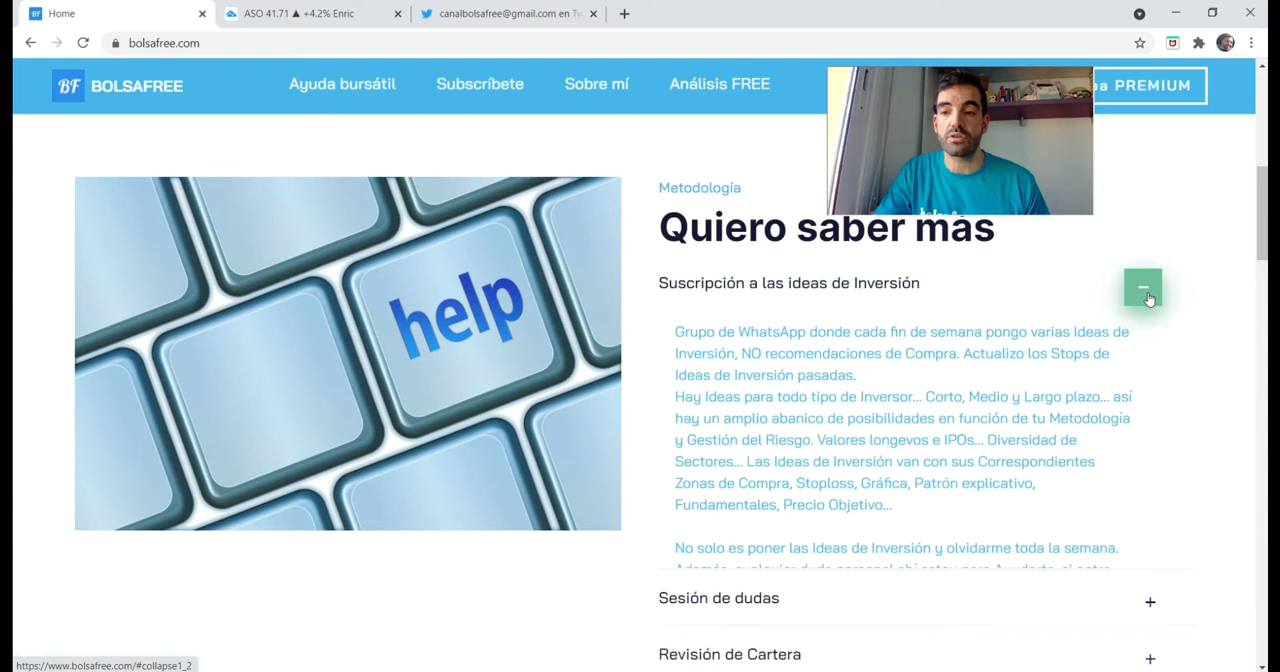 Home
ASO 41.71 ▲ +4.2% Enric
canalbolsafree@gmail.com en Tw
bolsafree.com
BF BOLSAFREE
Ayuda bursátil
Subscríbete
Sobre mí
Análisis FREE
PREMIUM
help
Metodología
Quiero saber más
Suscripción a las ideas de Inversión
Grupo de WhatsApp donde cada fin de semana pongo varias Ideas de
Inversión, NO recomendaciones de Compra. Actualizo los Stops de
Ideas de Inversión pasadas.
Hay Ideas para todo tipo de Inversor... Corto, Medio y Largo plazo... así
hay un amplio abanico de posibilidades en función de tu Metodología
y Gestión del Riesgo. Valores longevos e IPOs... Diversidad de
Sectores... Las Ideas de Inversión van con sus Correspondientes
Zonas de Compra, Stoploss, Gráfica, Patrón explicativo,
Fundamentales, Precio Objetivo...
No solo es poner las Ideas de Inversión y olvidarme toda la semana.
Sesión de dudas
Revisión de Cartera
https://www.bolsafree.com/#collapse1_2